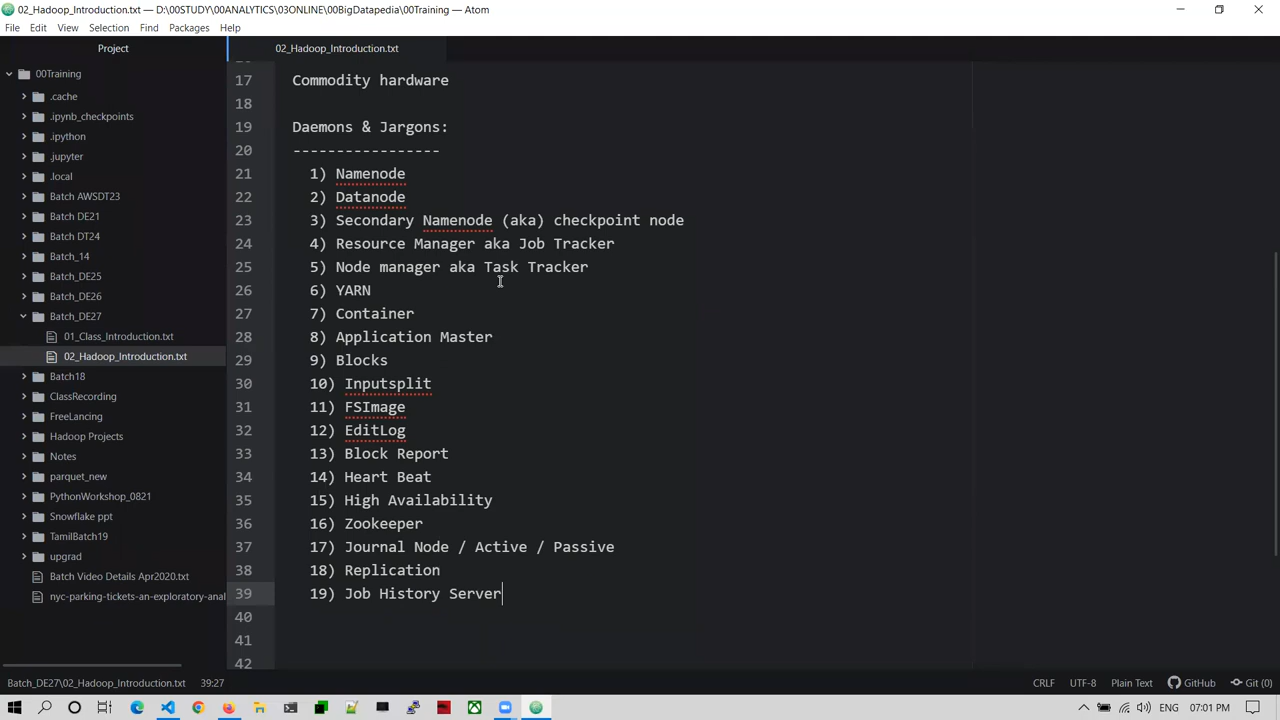 02_Hadoop_Introduction.txt — D:\00STUDY\00ANALYTICS\03ONLINE\00BigDatapedia\00Training — Atom
File Edit View Selection Find Packages Help
Project
02_Hadoop_Introduction.txt
00Training
.cache
.ipynb_checkpoints
.ipython
.jupyter
.local
Batch AWSDT23
Batch DE21
Batch DT24
Batch_14
Batch_DE25
Batch_DE26
Batch_DE27
01_Class_Introduction.txt
02_Hadoop_Introduction.txt
Batch18
ClassRecording
FreeLancing
Hadoop Projects
Notes
parquet_new
PythonWorkshop_0821
Snowflake ppt
TamilBatch19
upgrad
Batch Video Details Apr2020.txt
nyc-parking-tickets-an-exploratory-anal
17 Commodity hardware
18
19 Daemons & Jargons:
20 -----------------
21 1) Namenode
22 2) Datanode
23 3) Secondary Namenode (aka) checkpoint node
24 4) Resource Manager aka Job Tracker
25 5) Node manager aka Task Tracker
26 6) YARN
27 7) Container
28 8) Application Master
29 9) Blocks
30 10) Inputsplit
31 11) FSImage
32 12) EditLog
33 13) Block Report
34 14) Heart Beat
35 15) High Availability
36 16) Zookeeper
37 17) Journal Node / Active / Passive
38 18) Replication
39 19) Job History Server
40
41
42
Batch_DE27\02_Hadoop_Introduction.txt 39:27 CRLF UTF-8 Plain Text GitHub Git (0)
ENG 07:01 PM